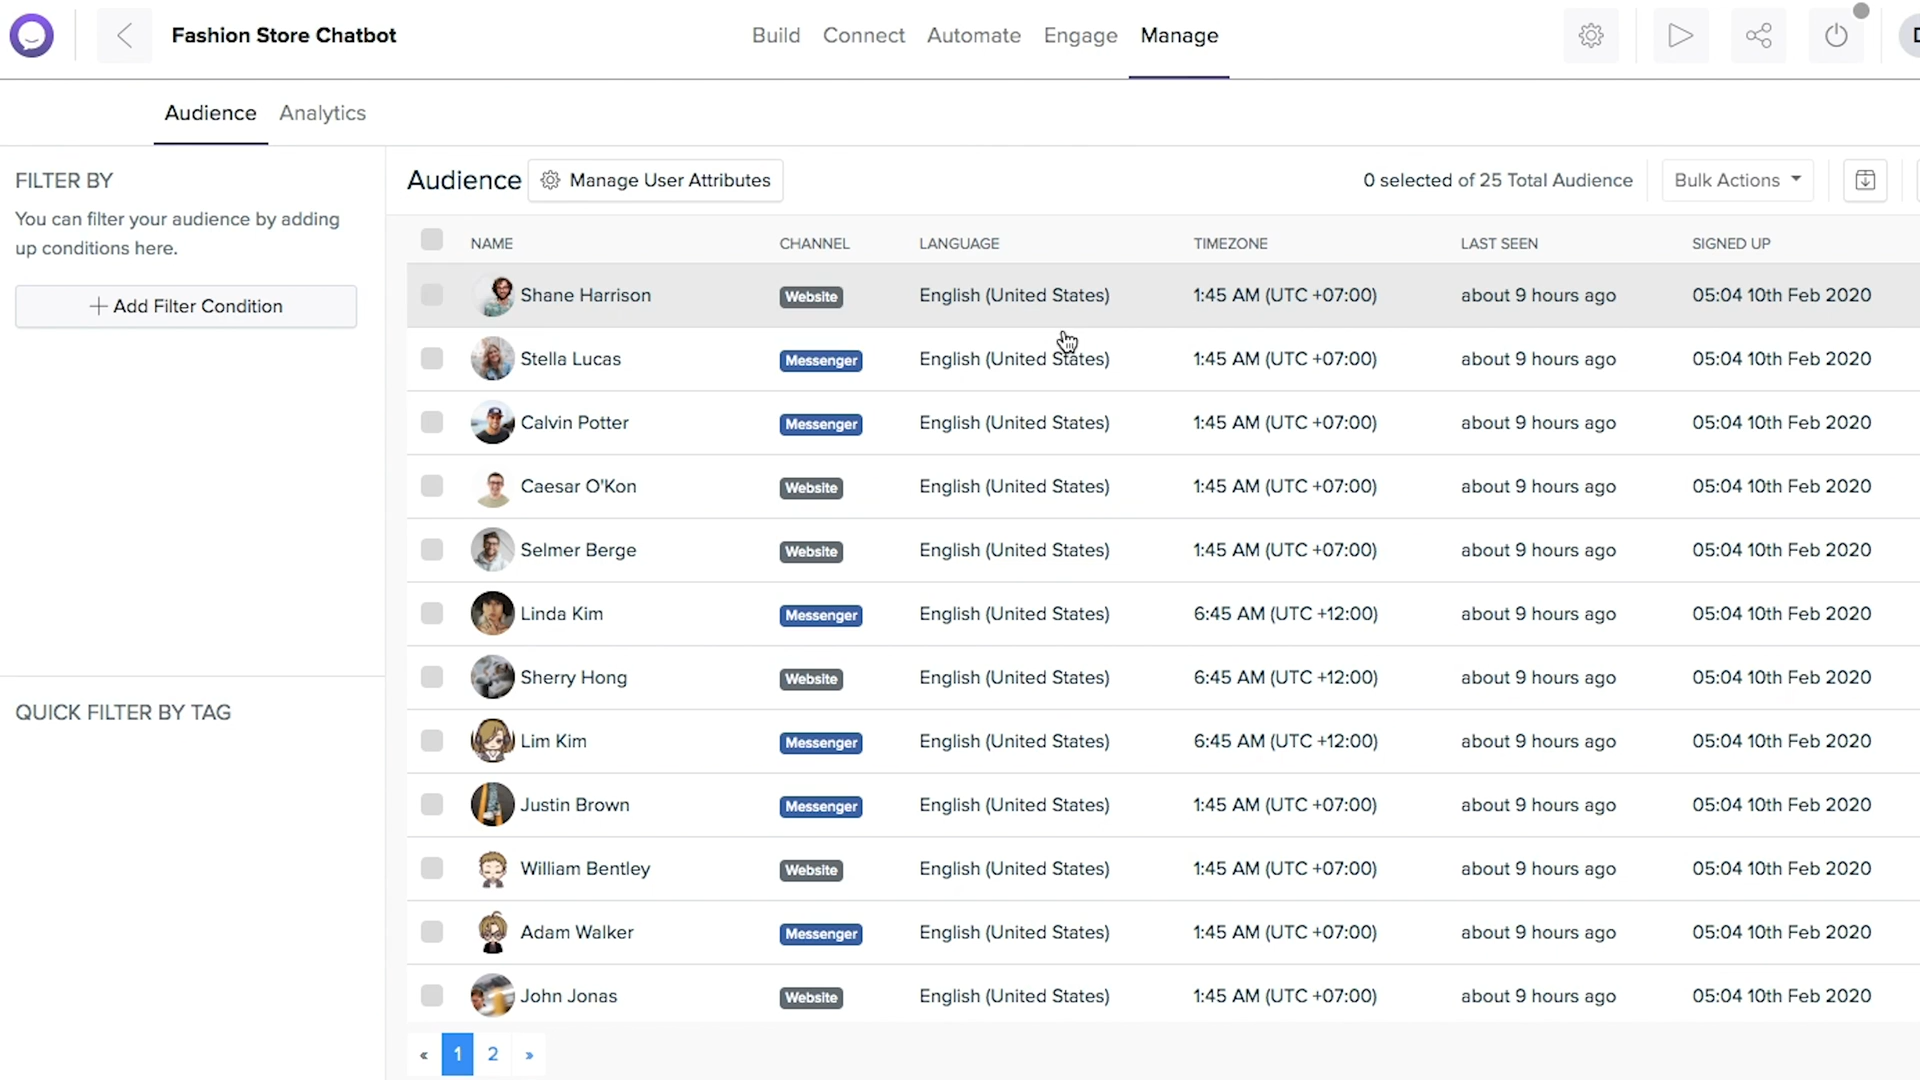 Fashion Store Chatbot
Build Connect Automate Engage Manage
Audience Analytics
FILTER BY
You can filter your audience by adding
up conditions here.
+ Add Filter Condition
QUICK FILTER BY TAG
Audience Manage User Attributes 0 selected of 25 Total Audience Bulk Actions
NAME CHANNEL LANGUAGE TIMEZONE LAST SEEN SIGNED UP
Shane Harrison Website English (United States) 1:45 AM (UTC +07:00) about 9 hours ago 05:04 10th Feb 2020
Stella Lucas Messenger English (United States) 1:45 AM (UTC +07:00) about 9 hours ago 05:04 10th Feb 2020
Calvin Potter Messenger English (United States) 1:45 AM (UTC +07:00) about 9 hours ago 05:04 10th Feb 2020
Caesar O'Kon Website English (United States) 1:45 AM (UTC +07:00) about 9 hours ago 05:04 10th Feb 2020
Selmer Berge Website English (United States) 1:45 AM (UTC +07:00) about 9 hours ago 05:04 10th Feb 2020
Linda Kim Messenger English (United States) 6:45 AM (UTC +12:00) about 9 hours ago 05:04 10th Feb 2020
Sherry Hong Website English (United States) 6:45 AM (UTC +12:00) about 9 hours ago 05:04 10th Feb 2020
Lim Kim Messenger English (United States) 6:45 AM (UTC +12:00) about 9 hours ago 05:04 10th Feb 2020
Justin Brown Messenger English (United States) 1:45 AM (UTC +07:00) about 9 hours ago 05:04 10th Feb 2020
William Bentley Website English (United States) 1:45 AM (UTC +07:00) about 9 hours ago 05:04 10th Feb 2020
Adam Walker Messenger English (United States) 1:45 AM (UTC +07:00) about 9 hours ago 05:04 10th Feb 2020
John Jonas Website English (United States) 1:45 AM (UTC +07:00) about 9 hours ago 05:04 10th Feb 2020
« 1 2 »